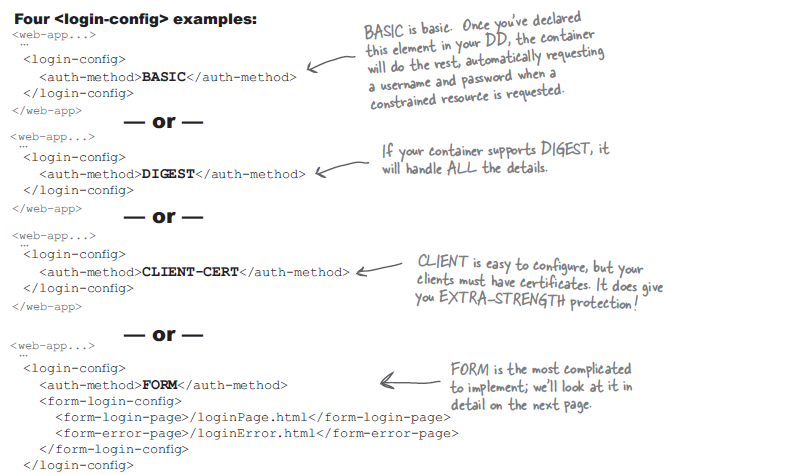 Four <login-config> examples:
<web-app...>
...
<login-config>
<auth-method>BASIC</auth-method>
</login-config>
</web-app>
BASIC is basic. Once you've declared
this element in your DD, the container
will do the rest, automatically requesting
a username and password when a
constrained resource is requested.
— or —
<web-app...>
...
<login-config>
<auth-method>DIGEST</auth-method>
</login-config>
</web-app>
If your container supports DIGEST, it
will handle ALL the details.
— or —
<web-app...>
...
<login-config>
<auth-method>CLIENT-CERT</auth-method>
</login-config>
</web-app>
CLIENT is easy to configure, but your
clients must have certificates. It does give
you EXTRA-STRENGTH protection!
— or —
<web-app...>
...
<login-config>
<auth-method>FORM</auth-method>
<form-login-config>
<form-login-page>/loginPage.html</form-login-page>
<form-error-page>/loginError.html</form-error-page>
</form-login-config>
</login-config>
FORM is the most complicated
to implement; we'll look at it in
detail on the next page.